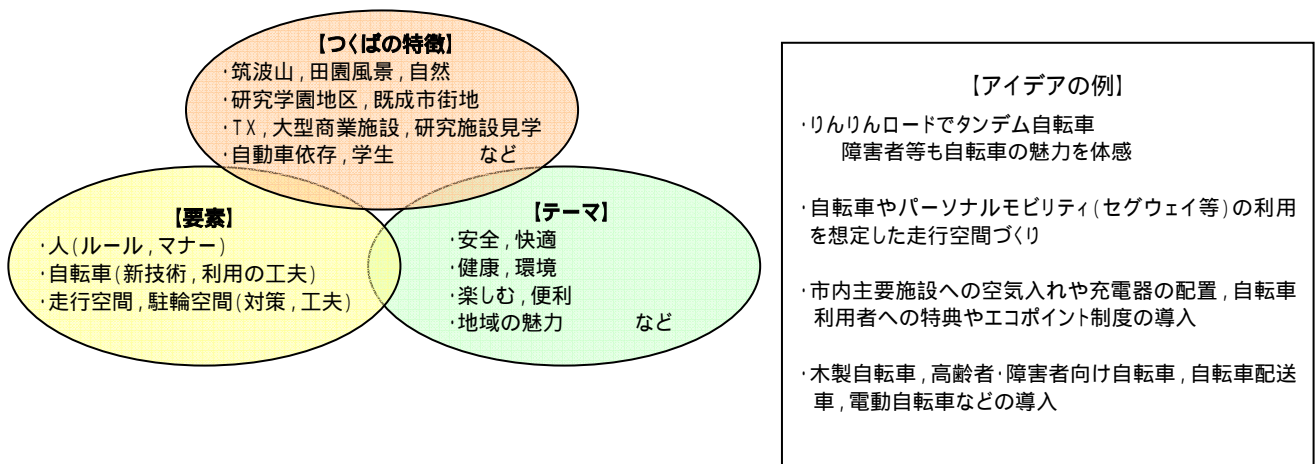 【つくばの特徴】
・筑波山,田園風景,自然
・研究学園地区,既成市街地
・TX,大型商業施設,研究施設見学
・自動車依存,学生 など
【要素】
・人(ルール,マナー)
・自転車(新技術,利用の工夫)
・走行空間,駐輪空間(対策,工夫)
【テーマ】
・安全,快適
・健康,環境
・楽しむ,便利
・地域の魅力 など
【アイデアの例】
・りんりんロードでタンデム自転車
障害者等も自転車の魅力を体感
・自転車やパーソナルモビリティ(セグウェイ等)の利用
を想定した走行空間づくり
・市内主要施設への空気入れや充電器の配置,自転車
利用者への特典やエコポイント制度の導入
・木製自転車,高齢者・障害者向け自転車,自転車配送
車,電動自転車などの導入